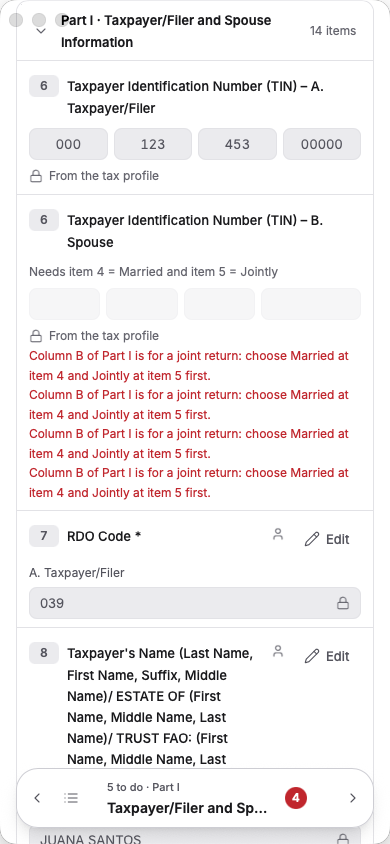 Part I · Taxpayer/Filer and Spouse
Information
14 items
6
Taxpayer Identification Number (TIN) – A.
Taxpayer/Filer
000
123
453
00000
From the tax profile
6
Taxpayer Identification Number (TIN) – B.
Spouse
Needs item 4 = Married and item 5 = Jointly
From the tax profile
Column B of Part I is for a joint return: choose Married at
item 4 and Jointly at item 5 first.
Column B of Part I is for a joint return: choose Married at
item 4 and Jointly at item 5 first.
Column B of Part I is for a joint return: choose Married at
item 4 and Jointly at item 5 first.
Column B of Part I is for a joint return: choose Married at
item 4 and Jointly at item 5 first.
7
RDO Code *
Edit
A. Taxpayer/Filer
039
8
Taxpayer's Name (Last Name,
First Name, Suffix, Middle
Name)/ ESTATE OF (First
Name, Middle Name, Last
Name)/ TRUST FAO: (First
Name, Middle Name, Last
Edit
5 to do · Part I
Taxpayer/Filer and Sp...
4
JUANA SANTOS